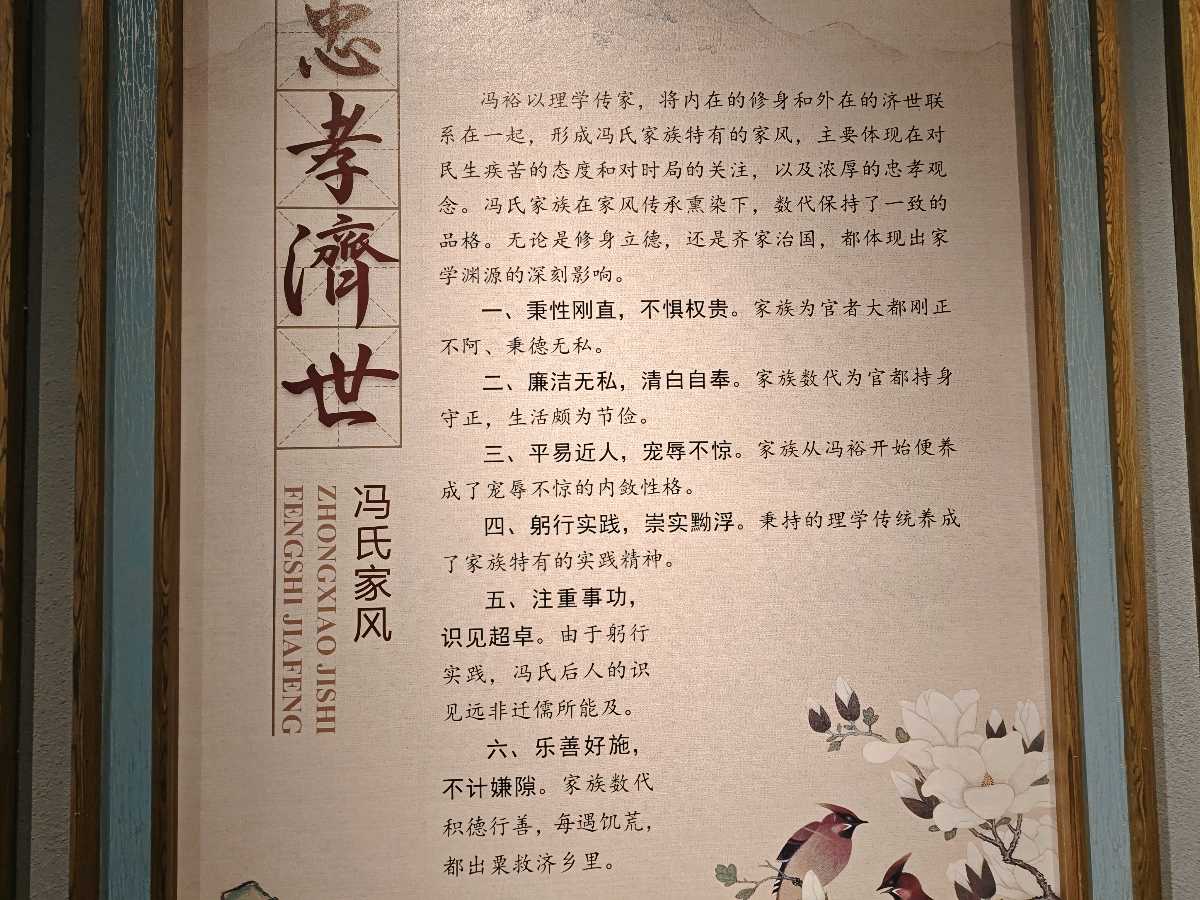 忠孝濟世
冯氏家风
ZHONGXIAO JISHI
FENGSHI JIAFENG
冯裕以理学传家，将内在的修身和外在的济世联
系在一起，形成冯氏家族特有的家风，主要体现在对
民生疾苦的态度和对时局的关注，以及浓厚的忠孝观
念。冯氏家族在家风传承熏染下，数代保持了一致的
品格。无论是修身立德，还是齐家治国，都体现出家
学渊源的深刻影响。
一、秉性刚直，不惧权贵。家族为官者大都刚正
不阿、秉德无私。
二、廉洁无私，清白自奉。家族数代为官都持身
守正，生活颇为节俭。
三、平易近人，宠辱不惊。家族从冯裕开始便养
成了宠辱不惊的内敛性格。
四、躬行实践，崇实黜浮。秉持的理学传统养成
了家族特有的实践精神。
五、注重事功，
识见超卓。由于躬行
实践，冯氏后人的识
见远非迂儒所能及。
六、乐善好施，
不计嫌隙。家族数代
积德行善，每遇饥荒，
都出粟救济乡里。